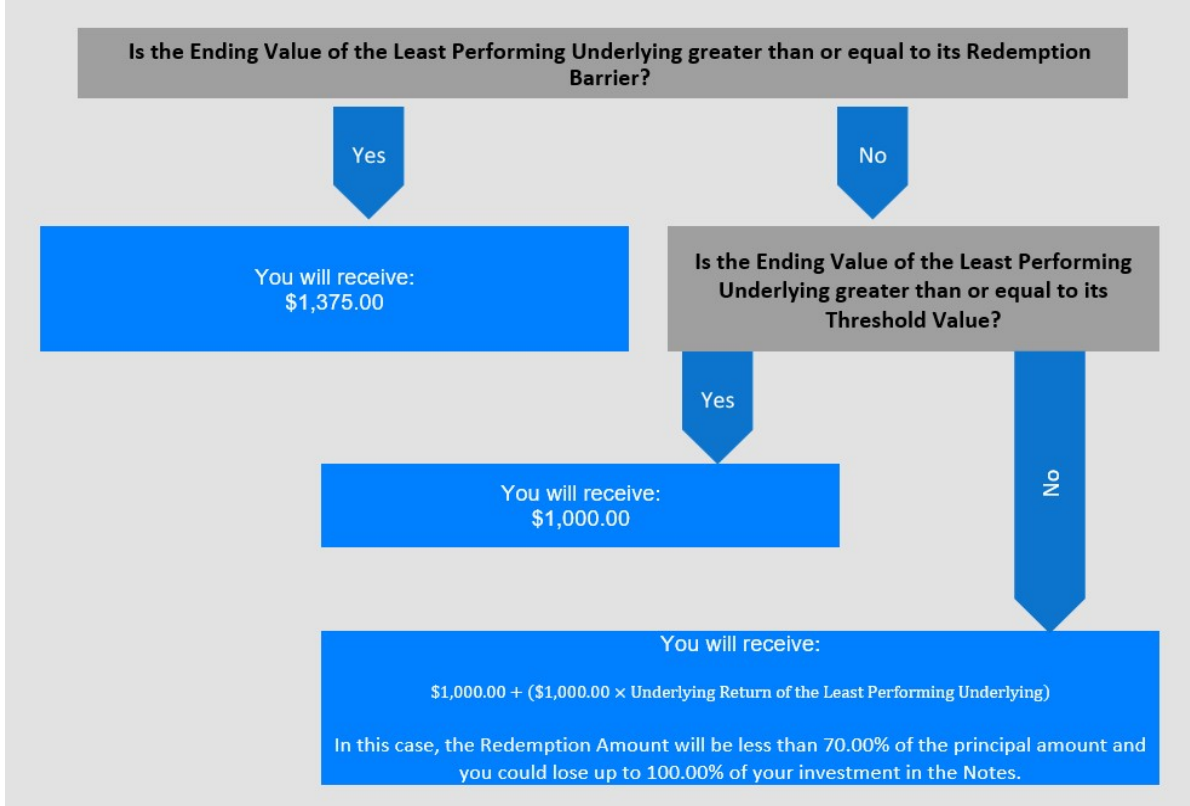 Is the Ending Value of the Least Performing Underlying greater than or equal to its Redemption
Barrier?
Yes
No
You will receive:
$1,375.00
Is the Ending Value of the Least Performing
Underlying greater than or equal to its
Threshold Value?
Yes
No
You will receive:
$1,000.00
You will receive:
$1,000.00 + ($1,000.00 × Underlying Return of the Least Performing Underlying)
In this case, the Redemption Amount will be less than 70.00% of the principal amount and
you could lose up to 100.00% of your investment in the Notes.